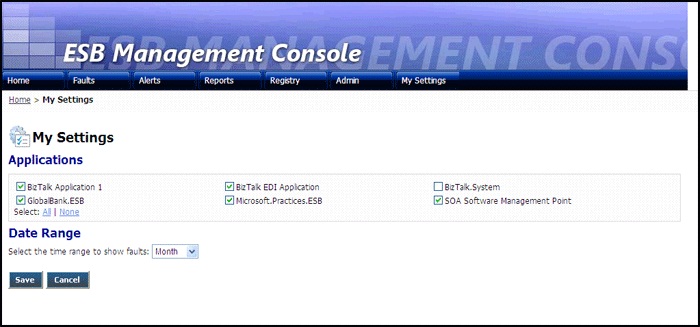 ESB MANAGEMENT CONSO
ESB Management Console
Home Faults Alerts Reports Registry Admin My Settings
Home > My Settings
My Settings
Applications
BizTalk Application 1 BizTalk EDI Application BizTalk.System
GlobalBank.ESB Microsoft.Practices.ESB SOA Software Management Point
Select: All | None
Date Range
Select the time range to show faults: Month
Save Cancel